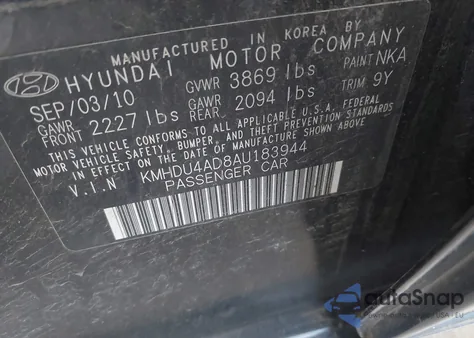 MANUFACTURED IN KOREA BY
HYUNDAI MOTOR COMPANY
SEP/03/10 GVWR 3869 lbs PAINT NKA
GAWR FRONT 2227 lbs GAWR REAR 2094 lbs TRIM 9Y
THIS VEHICLE CONFORMS TO ALL APPLICABLE U.S.A. FEDERAL
MOTOR VEHICLE SAFETY, BUMPER, AND THEFT PREVENTION STANDARDS
IN EFFECT ON THE DATE OF MANUFACTURE SHOWN ABOVE.
V.I.N KMHDU4AD8AU183944
PASSENGER CAR
autoSnap